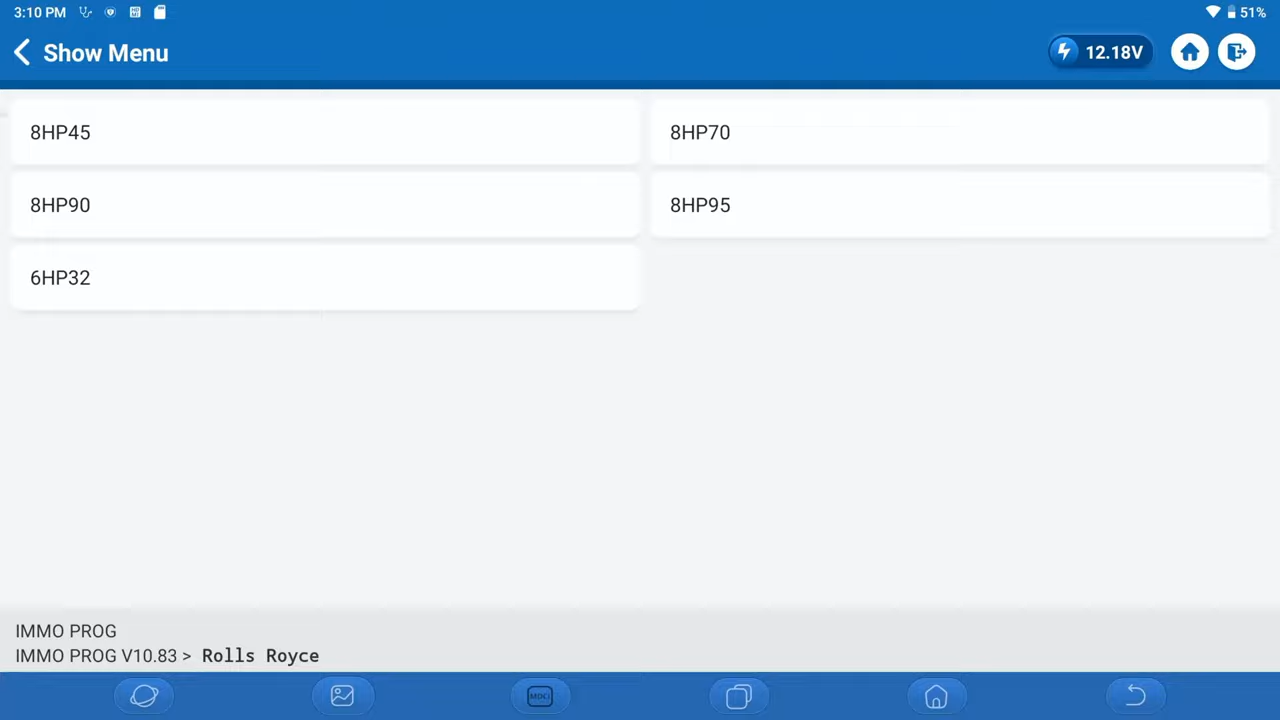 3:10 PM
51%
Show Menu
12.18V
8HP45
8HP70
8HP90
8HP95
6HP32
IMMO PROG
IMMO PROG V10.83 > Rolls Royce